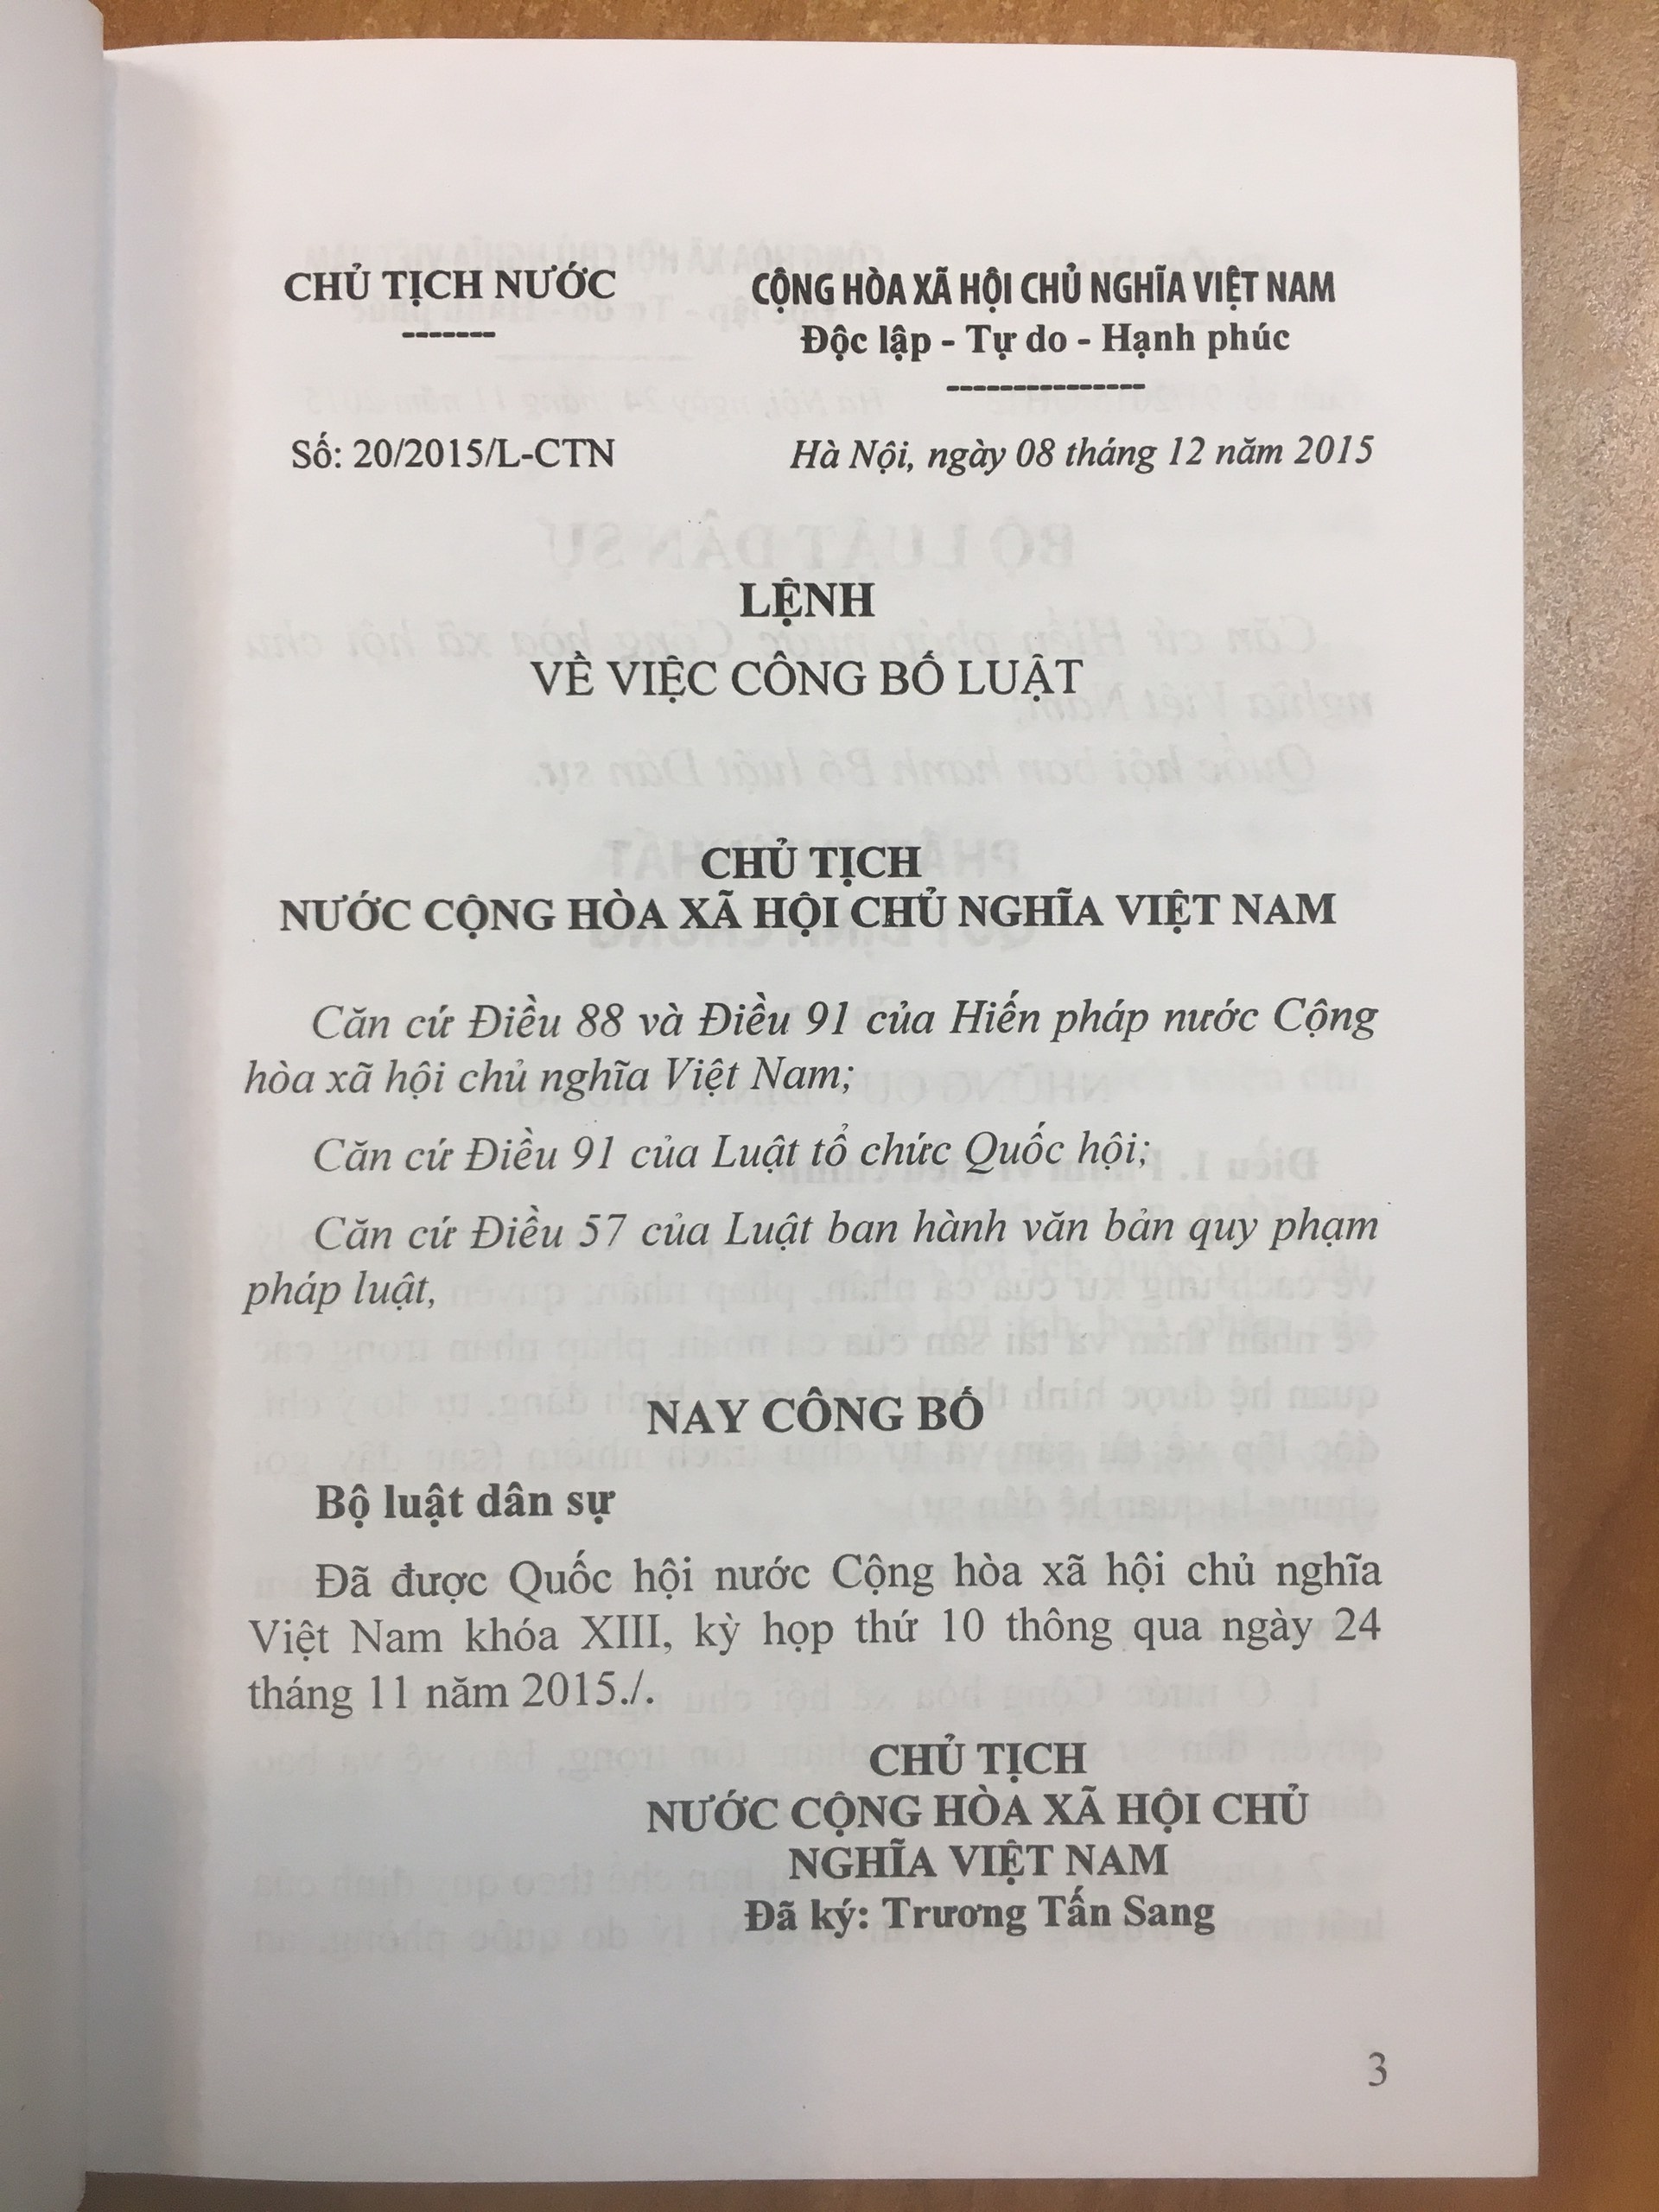 CHỦ TỊCH NƯỚC
-------
CỘNG HÒA XÃ HỘI CHỦ NGHĨA VIỆT NAM
Độc lập - Tự do - Hạnh phúc
---------------
Số: 20/2015/L-CTN
Hà Nội, ngày 08 tháng 12 năm 2015
LỆNH
VỀ VIỆC CÔNG BỐ LUẬT
CHỦ TỊCH
NƯỚC CỘNG HÒA XÃ HỘI CHỦ NGHĨA VIỆT NAM
Căn cứ Điều 88 và Điều 91 của Hiến pháp nước Cộng
hòa xã hội chủ nghĩa Việt Nam;
Căn cứ Điều 91 của Luật tổ chức Quốc hội;
Căn cứ Điều 57 của Luật ban hành văn bản quy phạm
pháp luật,
NAY CÔNG BỐ
Bộ luật dân sự
Đã được Quốc hội nước Cộng hòa xã hội chủ nghĩa
Việt Nam khóa XIII, kỳ họp thứ 10 thông qua ngày 24
tháng 11 năm 2015./.
CHỦ TỊCH
NƯỚC CỘNG HÒA XÃ HỘI CHỦ
NGHĨA VIỆT NAM
Đã ký: Trương Tấn Sang
3